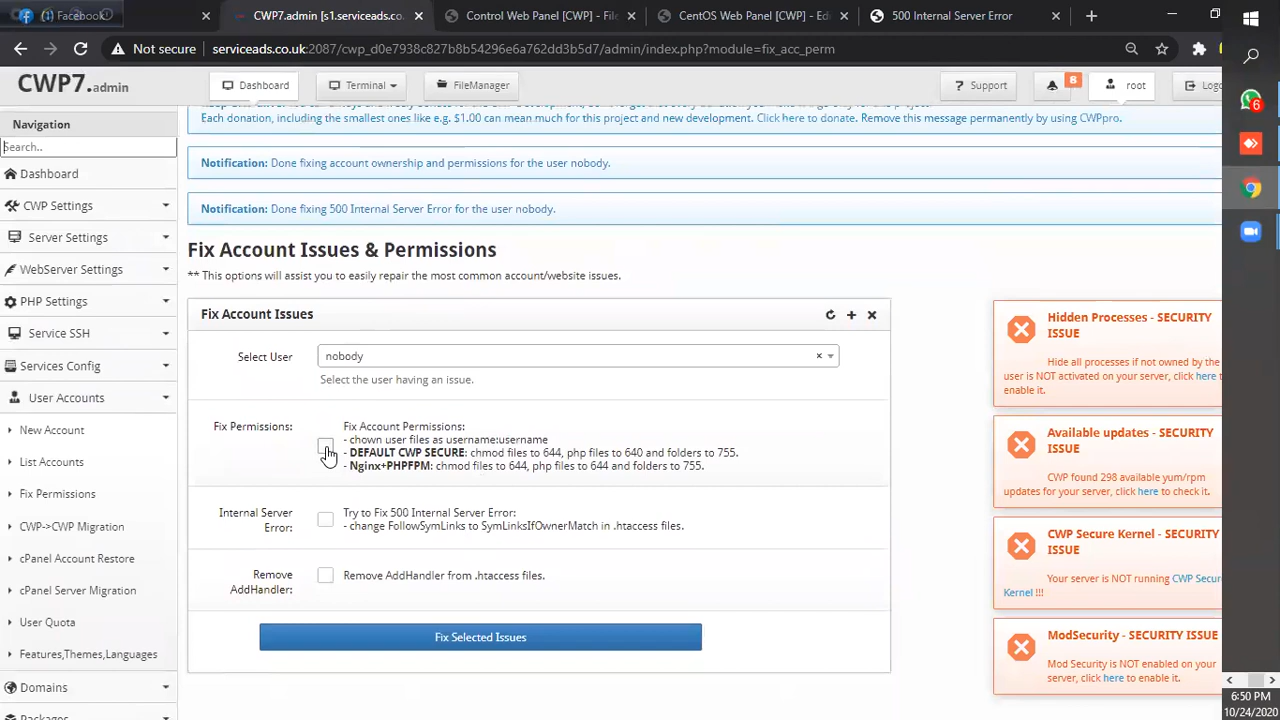 Facebook
CWP7.admin [s1.serviceads.co.
Control Web Panel [CWP] - File
CentOS Web Panel [CWP] - Edi
500 Internal Server Error
Not secure
serviceads.co.uk:2087/cwp_d0e7938c827b8b54296e6a762dd3b5d7/admin/index.php?module=fix_acc_perm
CWP7.admin
Dashboard
Terminal
FileManager
Support
8
root
Logo
Each donation, including the smallest ones like e.g. $1.00 can mean much for this project and new development. Click here to donate. Remove this message permanently by using CWPpro.
Notification: Done fixing account ownership and permissions for the user nobody.
Notification: Done fixing 500 Internal Server Error for the user nobody.
Navigation
Search..
Dashboard
CWP Settings
Server Settings
WebServer Settings
PHP Settings
Service SSH
Services Config
User Accounts
New Account
List Accounts
Fix Permissions
CWP->CWP Migration
cPanel Account Restore
cPanel Server Migration
User Quota
Features,Themes,Languages
Domains
Packages
Fix Account Issues & Permissions
** This options will assist you to easily repair the most common account/website issues.
Fix Account Issues
Select User
nobody
Select the user having an issue.
Fix Permissions:
Fix Account Permissions:
- chown user files as username:username
- DEFAULT CWP SECURE: chmod files to 644, php files to 640 and folders to 755.
- Nginx+PHPFPM: chmod files to 644, php files to 644 and folders to 755.
Internal Server
Error:
Try to Fix 500 Internal Server Error:
- change FollowSymLinks to SymLinksIfOwnerMatch in .htaccess files.
Remove
AddHandler:
Remove AddHandler from .htaccess files.
Fix Selected Issues
Hidden Processes - SECURITY
ISSUE
Hide all processes if not owned by the
user is NOT activated on your server, click here to
enable it.
Available updates - SECURITY
ISSUE
CWP found 298 available yum/rpm
updates for your server, click here to check it.
CWP Secure Kernel - SECURITY
ISSUE
Your server is NOT running CWP Secur
Kernel !!!
ModSecurity - SECURITY ISSUE
Mod Security is NOT enabled on your
server, click here to enable it.
6
6:50 PM
10/24/2020